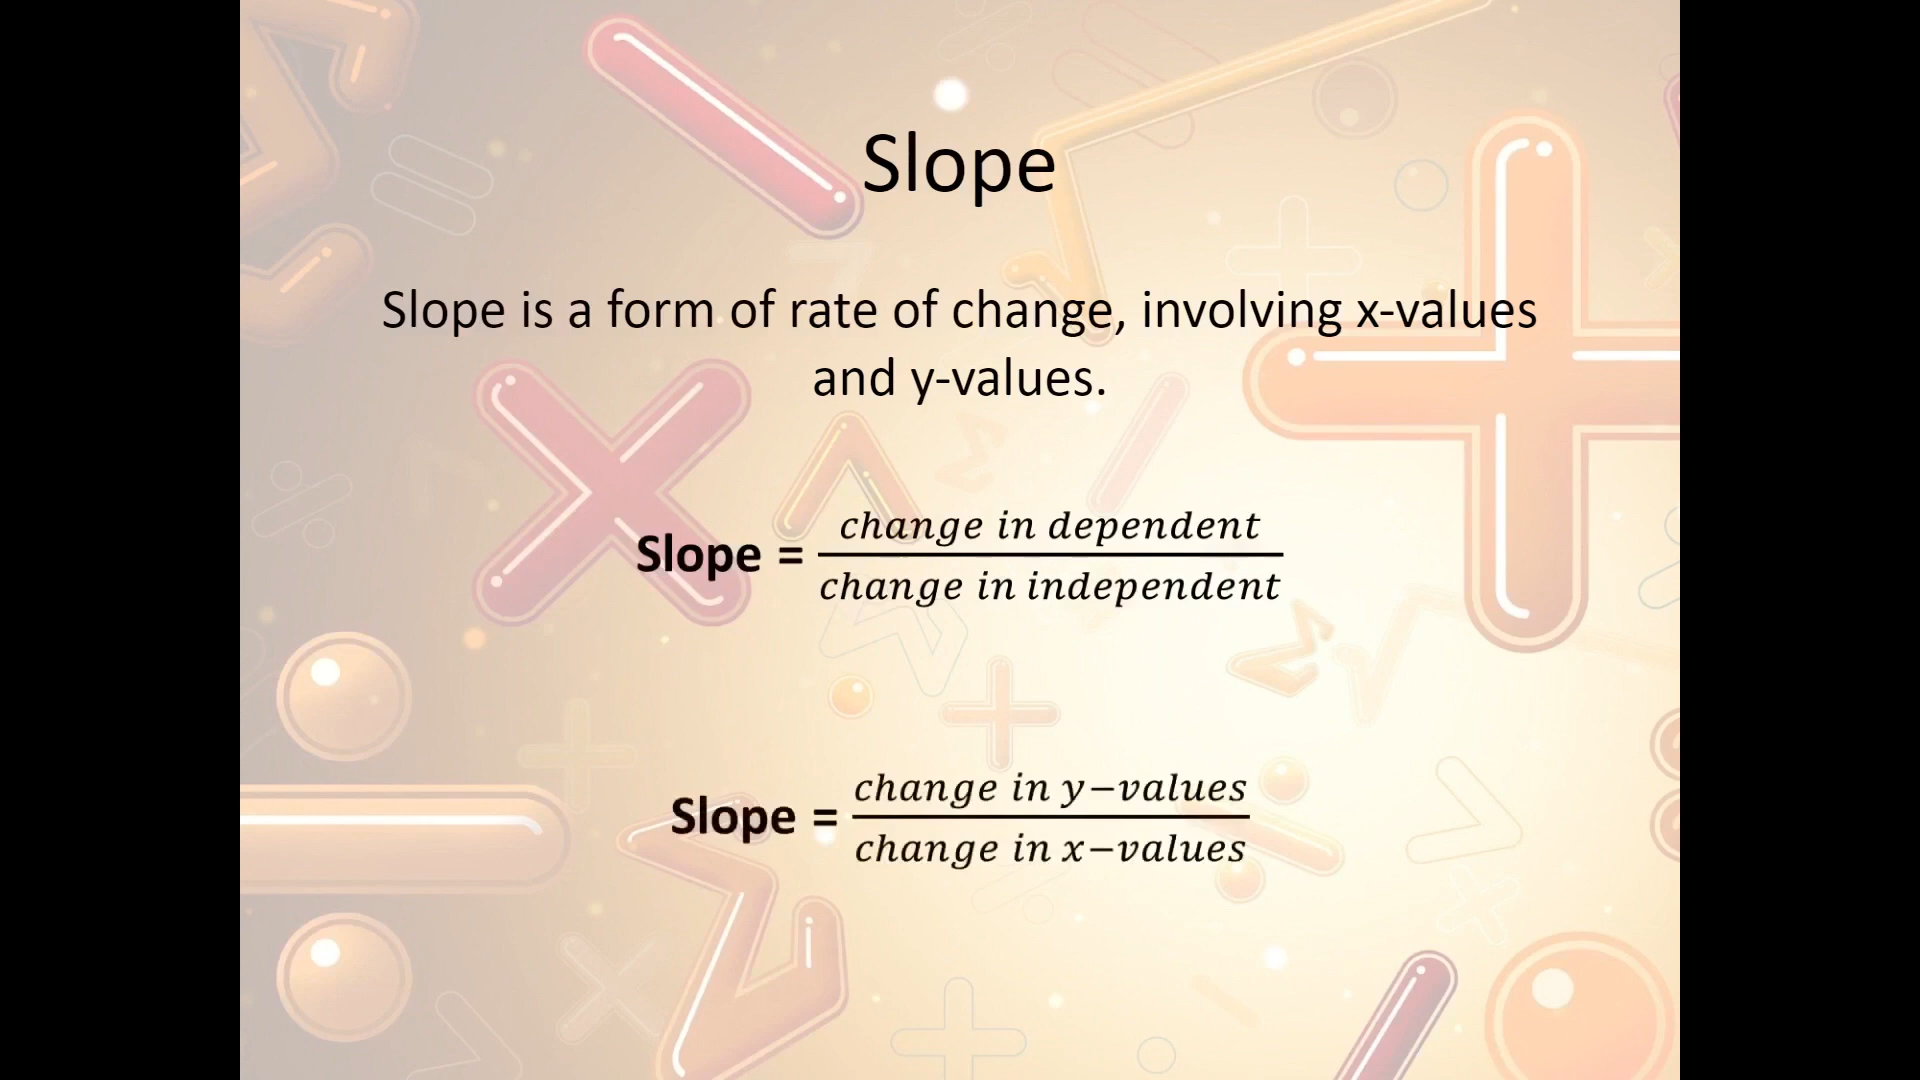 Slope
Slope is a form of rate of change, involving x-values
and y-values.
Slope = change in dependent / change in independent
Slope = change in y−values / change in x−values